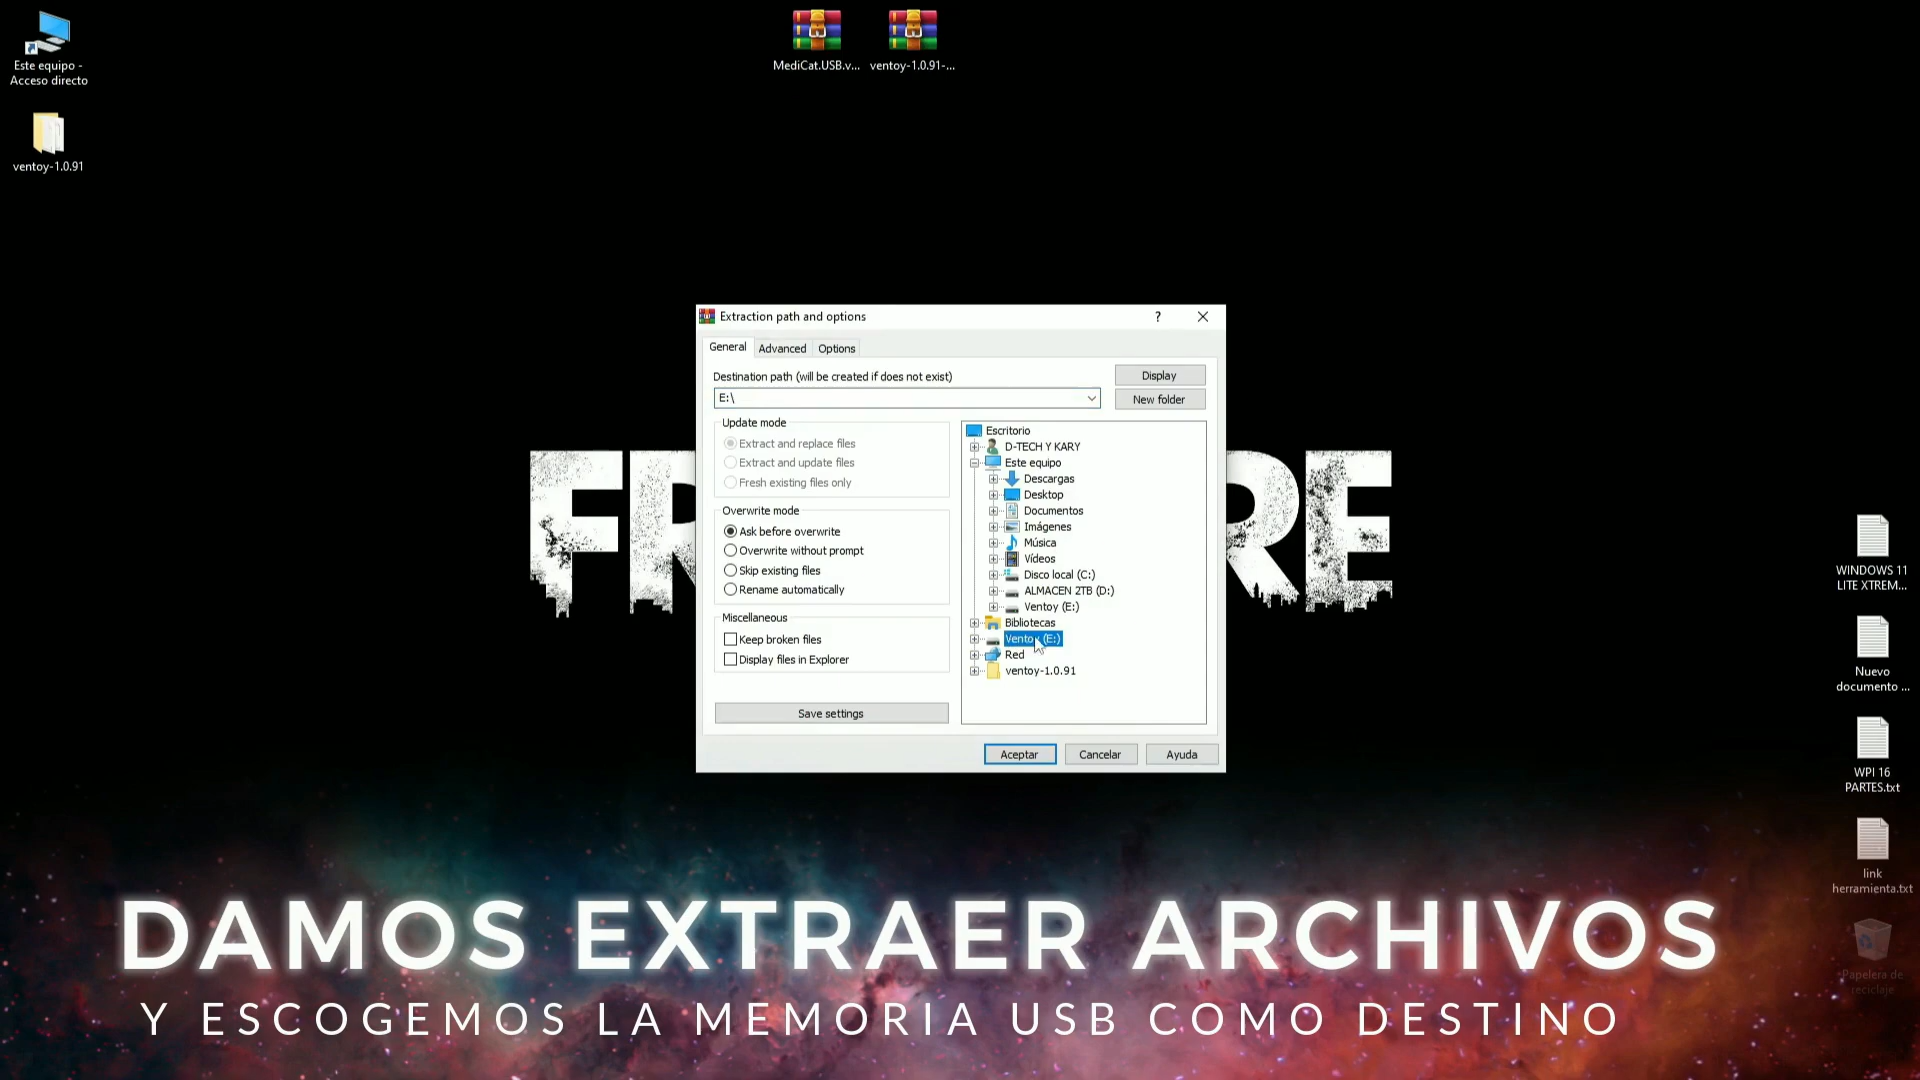 Este equipo -
Acceso directo
ventoy-1.0.91
MediCat.USB.v...
ventoy-1.0.91-...
Extraction path and options
?
General
Advanced
Options
Destination path (will be created if does not exist)
E:\
Display
New folder
Update mode
Extract and replace files
Extract and update files
Fresh existing files only
Overwrite mode
Ask before overwrite
Overwrite without prompt
Skip existing files
Rename automatically
Miscellaneous
Keep broken files
Display files in Explorer
Save settings
Escritorio
D-TECH Y KARY
Este equipo
Descargas
Desktop
Documentos
Imágenes
Música
Vídeos
Disco local (C:)
ALMACEN 2TB (D:)
Ventoy (E:)
Bibliotecas
Ventoy (E:)
Red
ventoy-1.0.91
Aceptar
Cancelar
Ayuda
WINDOWS 11
LITE XTREM...
Nuevo
documento ...
WPI 16
PARTES.txt
link
herramienta.txt
Papelera de
reciclaje
DAMOS EXTRAER ARCHIVOS
Y ESCOGEMOS LA MEMORIA USB COMO DESTINO